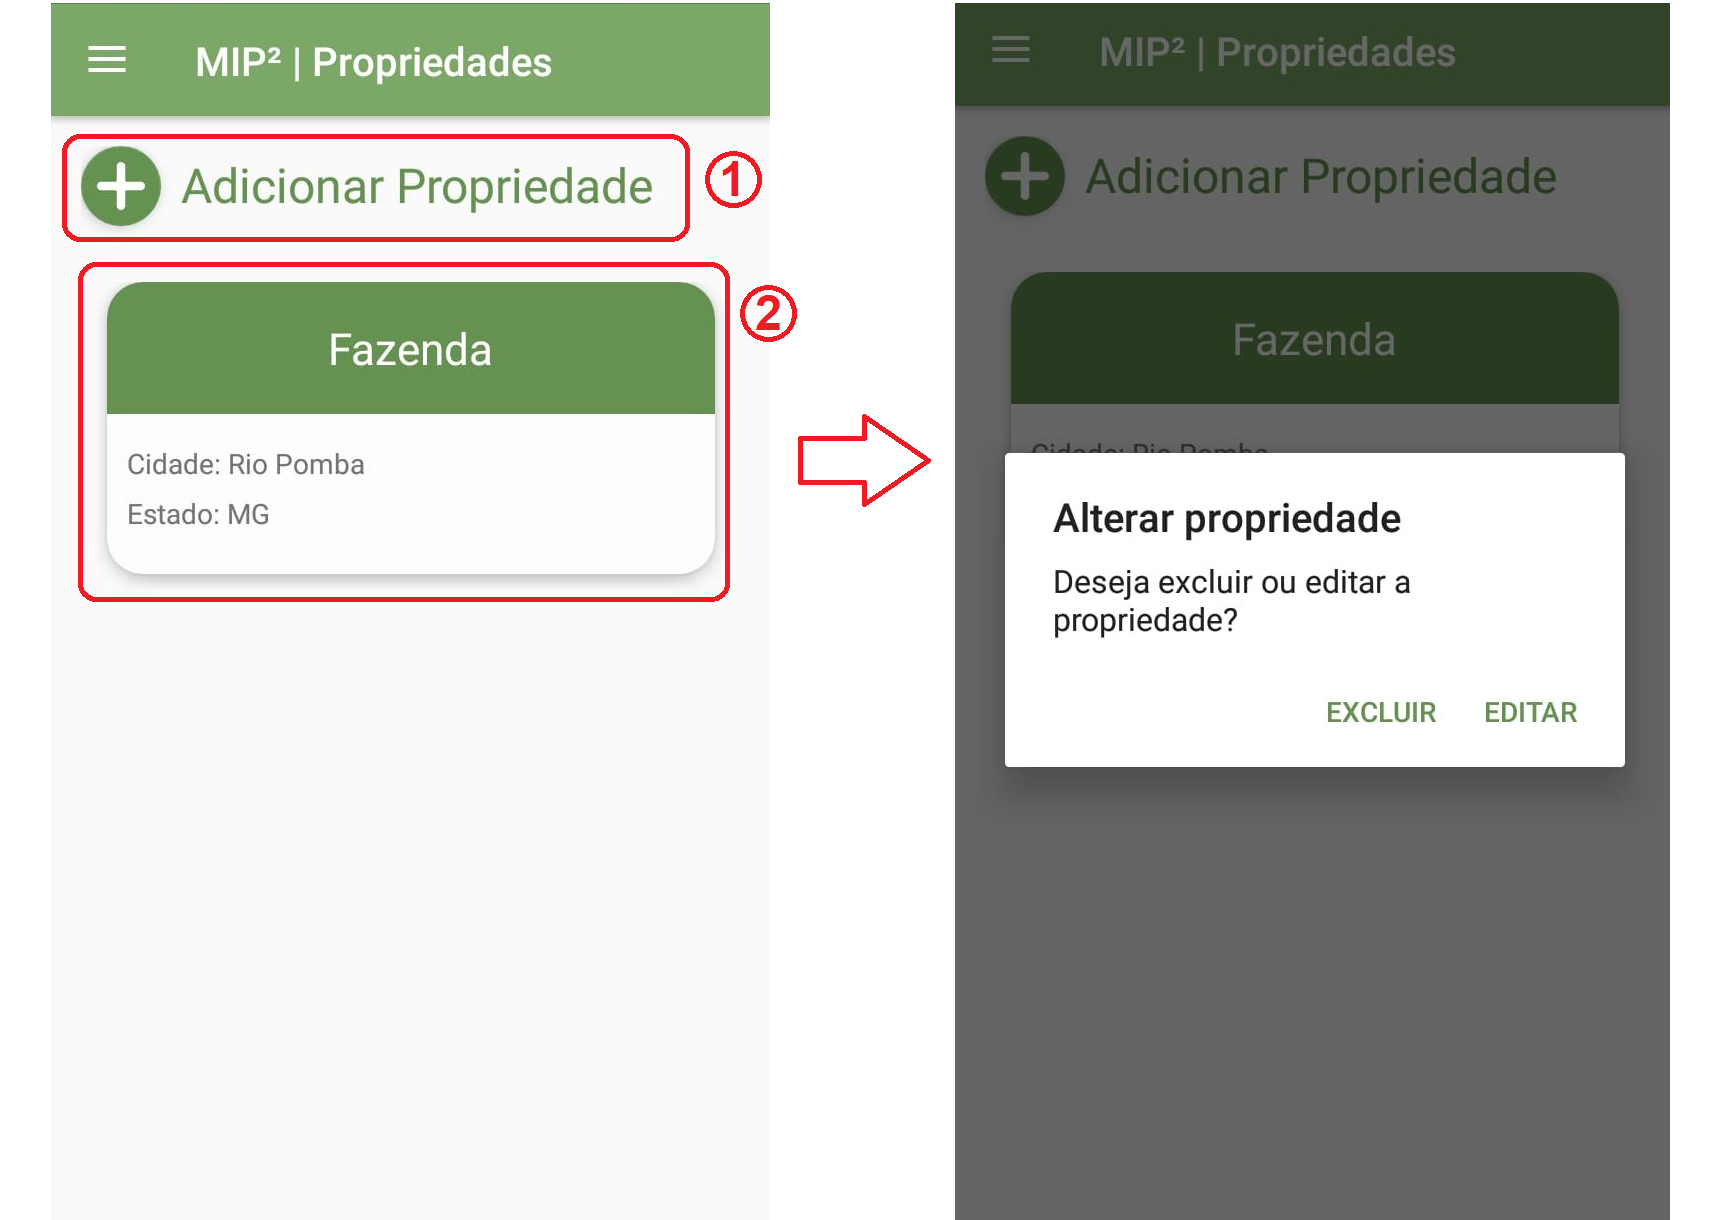 MIP² | Propriedades
Adicionar Propriedade
1
Fazenda
2
Cidade: Rio Pomba
Estado: MG
MIP² | Propriedades
Adicionar Propriedade
Fazenda
Cidade: Rio Pomba
Alterar propriedade
Deseja excluir ou editar a
propriedade?
EXCLUIR EDITAR